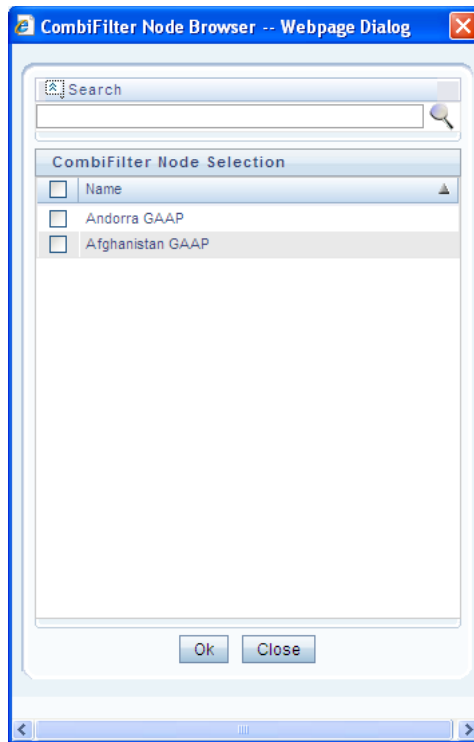 CombiFilter Node Browser -- Webpage Dialog
Search
CombiFilter Node Selection
Name
Andorra GAAP
Afghanistan GAAP
Ok Close